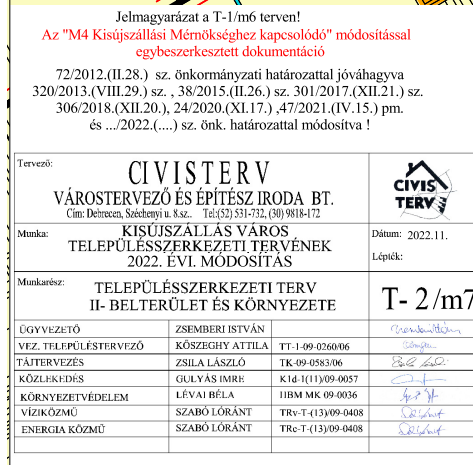 Jelmagyarázat a T-1/m6 terven!
Az "M4 Kisújszállási Mérnökséghez kapcsolódó" módosítással
egybeszerkesztett dokumentáció
72/2012.(II.28.) sz. önkormányzati határozattal jóváhagyva
320/2013.(VIII.29.) sz. , 38/2015.(II.26.) sz. 301/2017.(XII.21.) sz.
306/2018.(XII.20.), 24/2020.(XI.17.) ,47/2021.(IV.15.) pm.
és .../2022.(....) sz. önk. határozattal módosítva !
Tervező:
CIVISTERV
VÁROSTERVEZŐ ÉS ÉPÍTÉSZ IRODA BT.
Cím: Debrecen, Széchenyi u. 8.sz.. Tel:(52) 531-732, (30) 9818-172
CIVIS
TERV
Munka:
KISÚJSZÁLLÁS VÁROS
TELEPÜLÉSSZERKEZETI TERVÉNEK
2022. ÉVI. MÓDOSÍTÁS
Dátum: 2022.11.
Lépték:
Munkarész:
TELEPÜLÉSSZERKEZETI TERV
II- BELTERÜLET ÉS KÖRNYEZETE
T- 2/m7
ÜGYVEZETŐ ZSEMBERI ISTVÁN
VEZ. TELEPÜLÉSTERVEZŐ KŐSZEGHY ATTILA TT-1-09-0260/06
TÁJTERVEZÉS ZSILA LÁSZLÓ TK-09-0583/06
KÖZLEKEDÉS GULYÁS IMRE K1d-1(11)/09-0057
KÖRNYEZETVÉDELEM LÉVAI BÉLA HBM MK 09-0036
VÍZIKÖZMŰ SZABÓ LÓRÁNT TRv-T-(13)/09-0408
ENERGIA KÖZMŰ SZABÓ LÓRÁNT TRe-T-(13)/09-0408